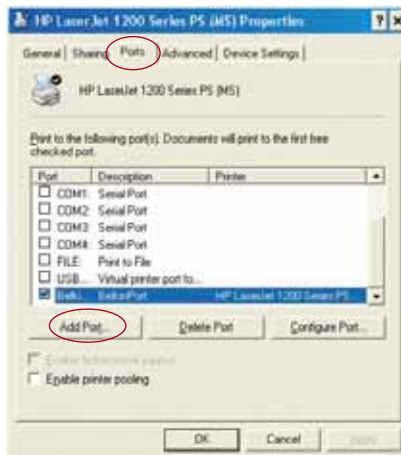 HP LaserJet 1200 Series PS (MS) Properties
General Sharing Ports Advanced Device Settings
HP LaserJet 1200 Series PS (MS)
Print to the following port(s). Documents will print to the first free
checked port.
Port Description Printer
COM1: Serial Port
COM2: Serial Port
COM3: Serial Port
COM4: Serial Port
FILE: Print to File
USB... Virtual printer port fo...
Belki... BelkinPort HP LaserJet 1200 Series PS...
Add Port... Delete Port Configure Port...
Enable bidirectional support
Enable printer pooling
OK Cancel Apply